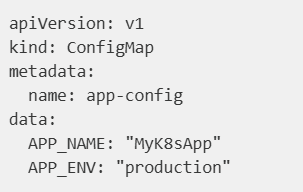 apiVersion: v1
kind: ConfigMap
metadata:
  name: app-config
data:
  APP_NAME: "MyK8sApp"
  APP_ENV: "production"